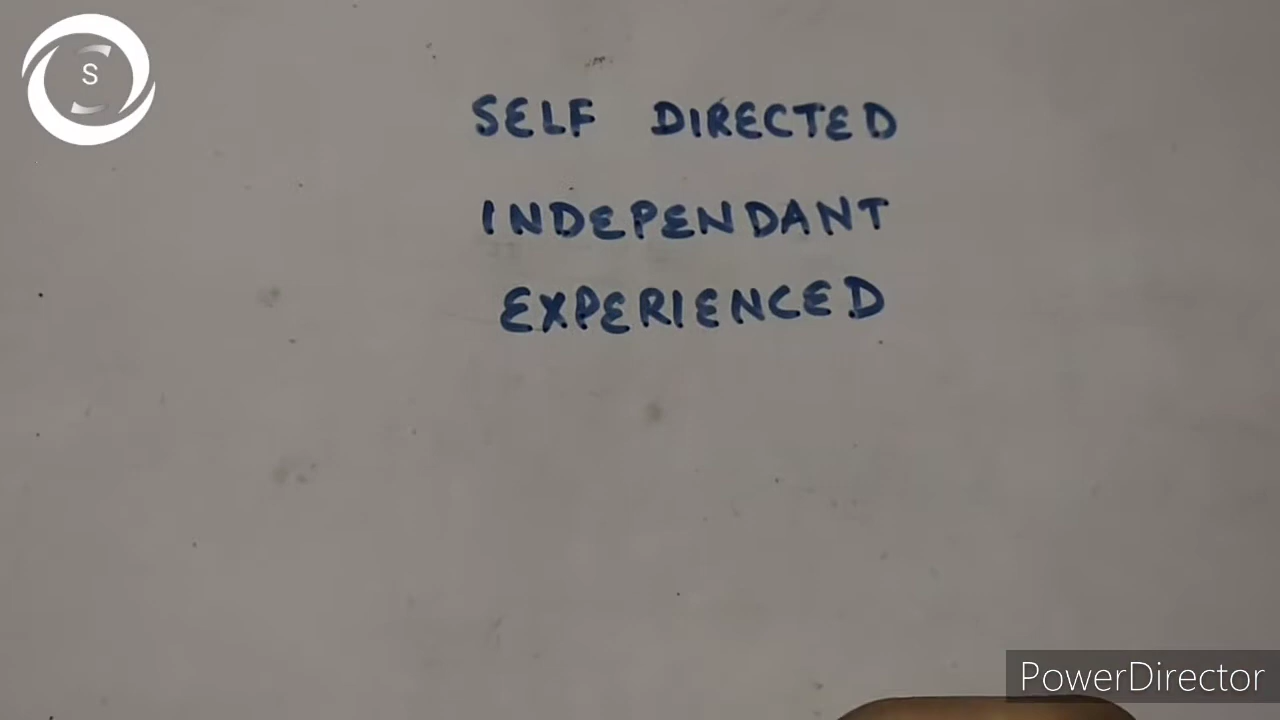 S
SELF DIRECTED
INDEPENDANT
EXPERIENCED
PowerDirector